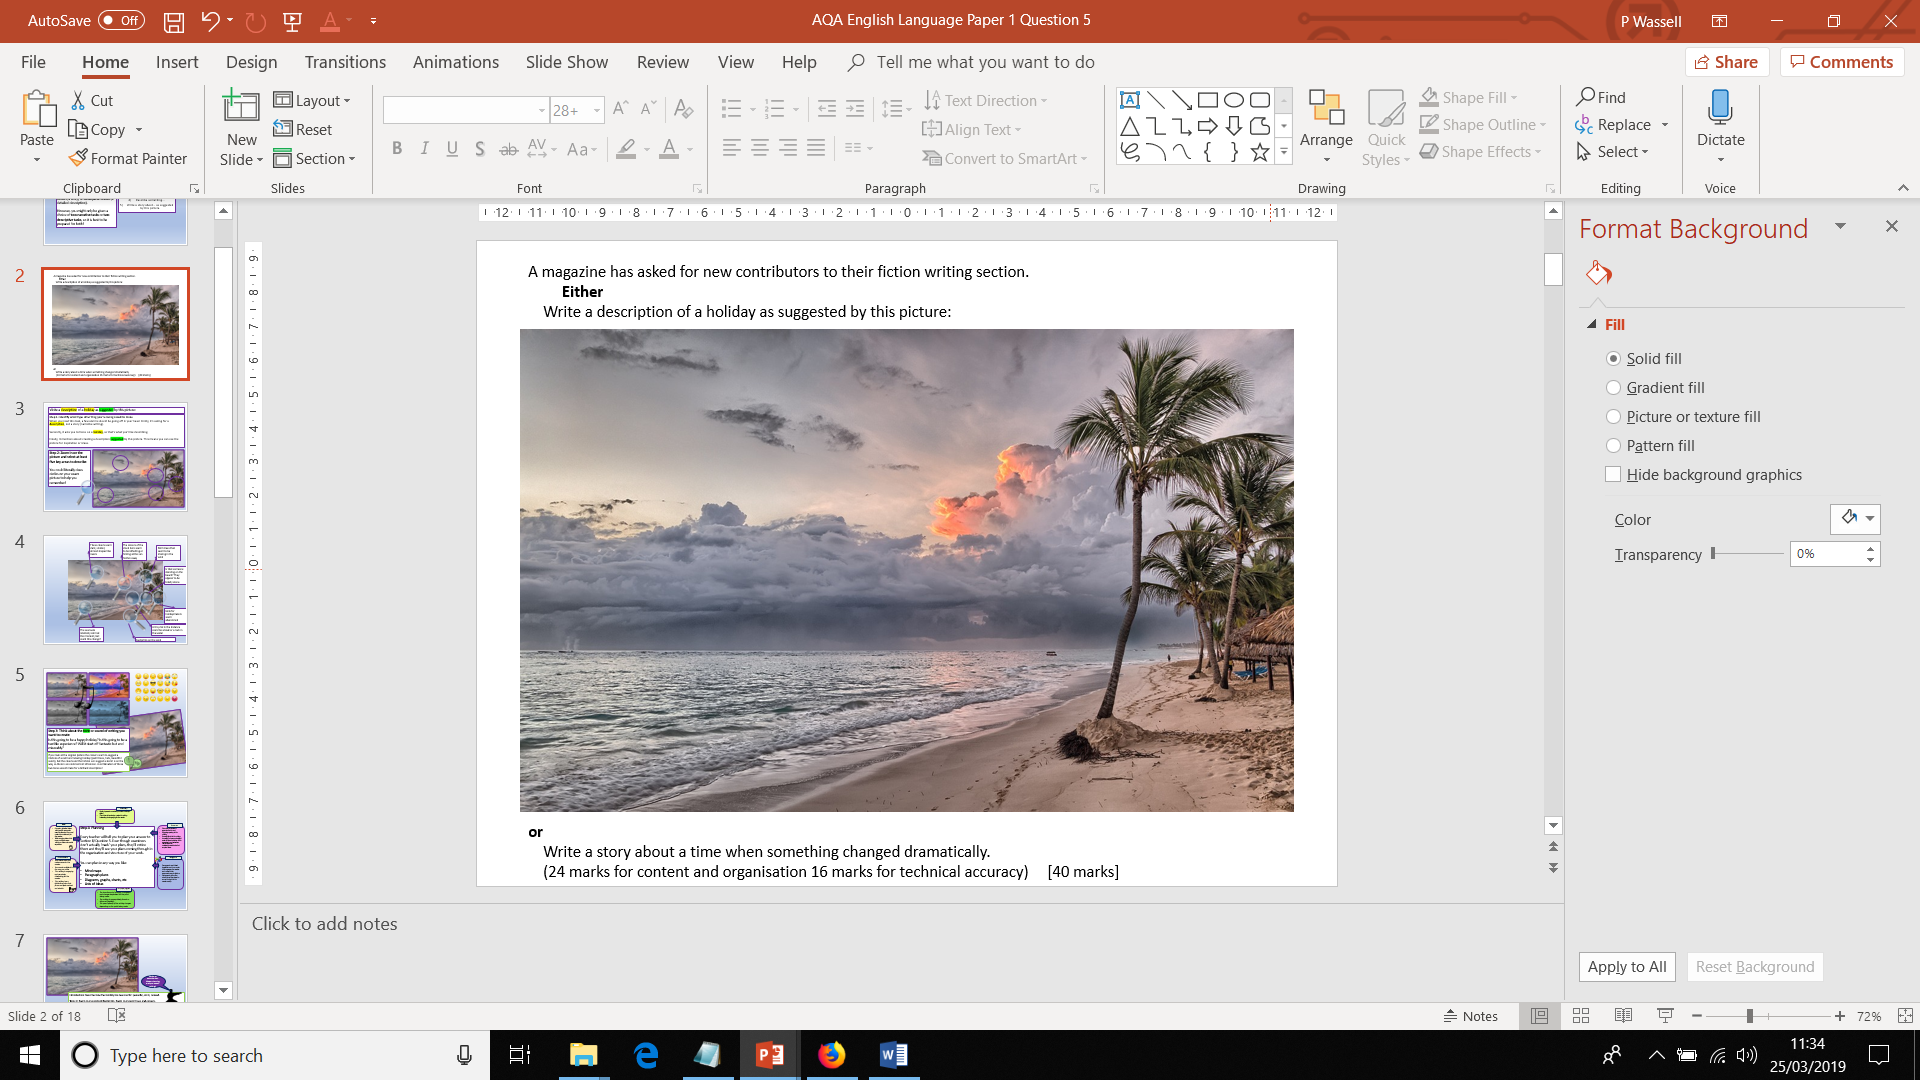 AutoSave Off
AQA English Language Paper 1 Question 5
P Wassell
File Home Insert Design Transitions Animations Slide Show Review View Help Tell me what you want to do
Share Comments
Paste
Cut
Copy
Format Painter
Clipboard
New Slide
Layout
Reset
Section
Slides
28+
Font
Text Direction
Align Text
Convert to SmartArt
Paragraph
Arrange
Quick Styles
Shape Fill
Shape Outline
Shape Effects
Drawing
Find
Replace
Select
Editing
Dictate
Voice
2
3
4
5
6
7
A magazine has asked for new contributors to their fiction writing section.
Either
Write a description of a holiday as suggested by this picture:
or
Write a story about a time when something changed dramatically.
(24 marks for content and organisation 16 marks for technical accuracy) [40 marks]
Click to add notes
Format Background
Fill
Solid fill
Gradient fill
Picture or texture fill
Pattern fill
Hide background graphics
Color
Transparency 0%
Apply to All Reset Background
Slide 2 of 18
Notes
72%
Type here to search
11:34
25/03/2019